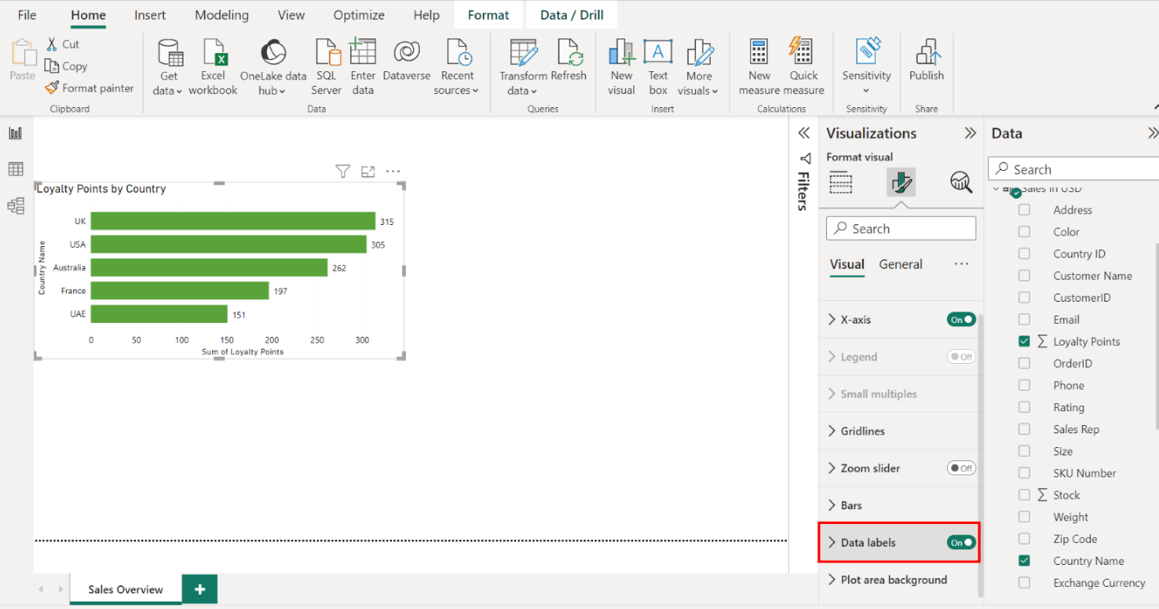 File Home Insert Modeling View Optimize Help Format Data / Drill
Paste
Cut
Copy
Format painter
Clipboard
Get data
Excel workbook
OneLake data hub
SQL Server
Enter data
Dataverse
Recent sources
Data
Transform data
Refresh
Queries
New visual
Text box
More visuals
Insert
New measure
Quick measure
Calculations
Sensitivity
Sensitivity
Publish
Share
Loyalty Points by Country
Country Name
UK 315
USA 305
Australia 262
France 197
UAE 151
0 50 100 150 200 250 300
Sum of Loyalty Points
Sales Overview
Filters
Visualizations
Format visual
Search
Visual General
X-axis On
Legend Off
Small multiples
Gridlines
Zoom slider Off
Bars
Data labels On
Plot area background
Data
Search
Sales in USD
Address
Color
Country ID
Customer Name
CustomerID
Email
Loyalty Points
OrderID
Phone
Rating
Sales Rep
Size
SKU Number
Stock
Weight
Zip Code
Country Name
Exchange Currency